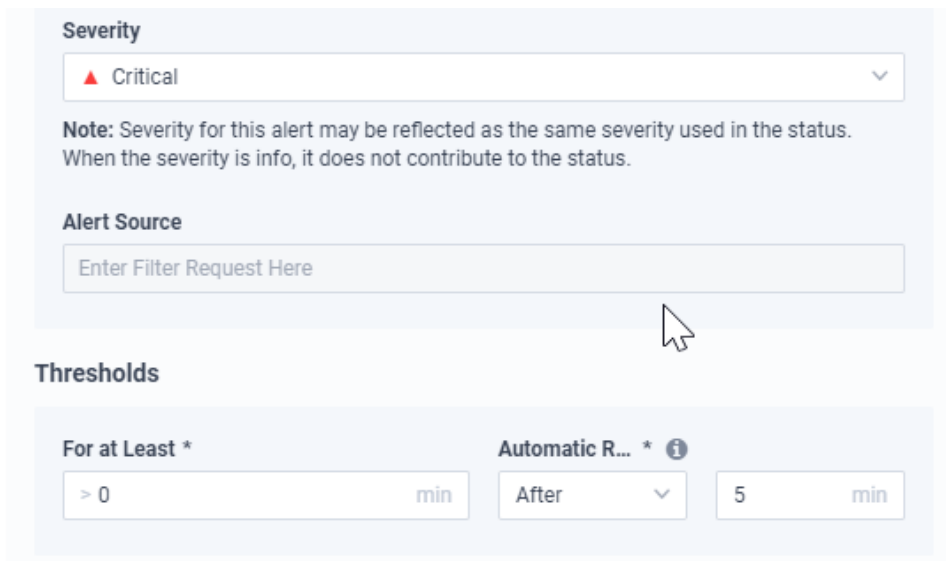 Severity
Critical
Note: Severity for this alert may be reflected as the same severity used in the status.
When the severity is info, it does not contribute to the status.
Alert Source
Enter Filter Request Here
Thresholds
For at Least * Automatic R... *
> 0 min After 5 min